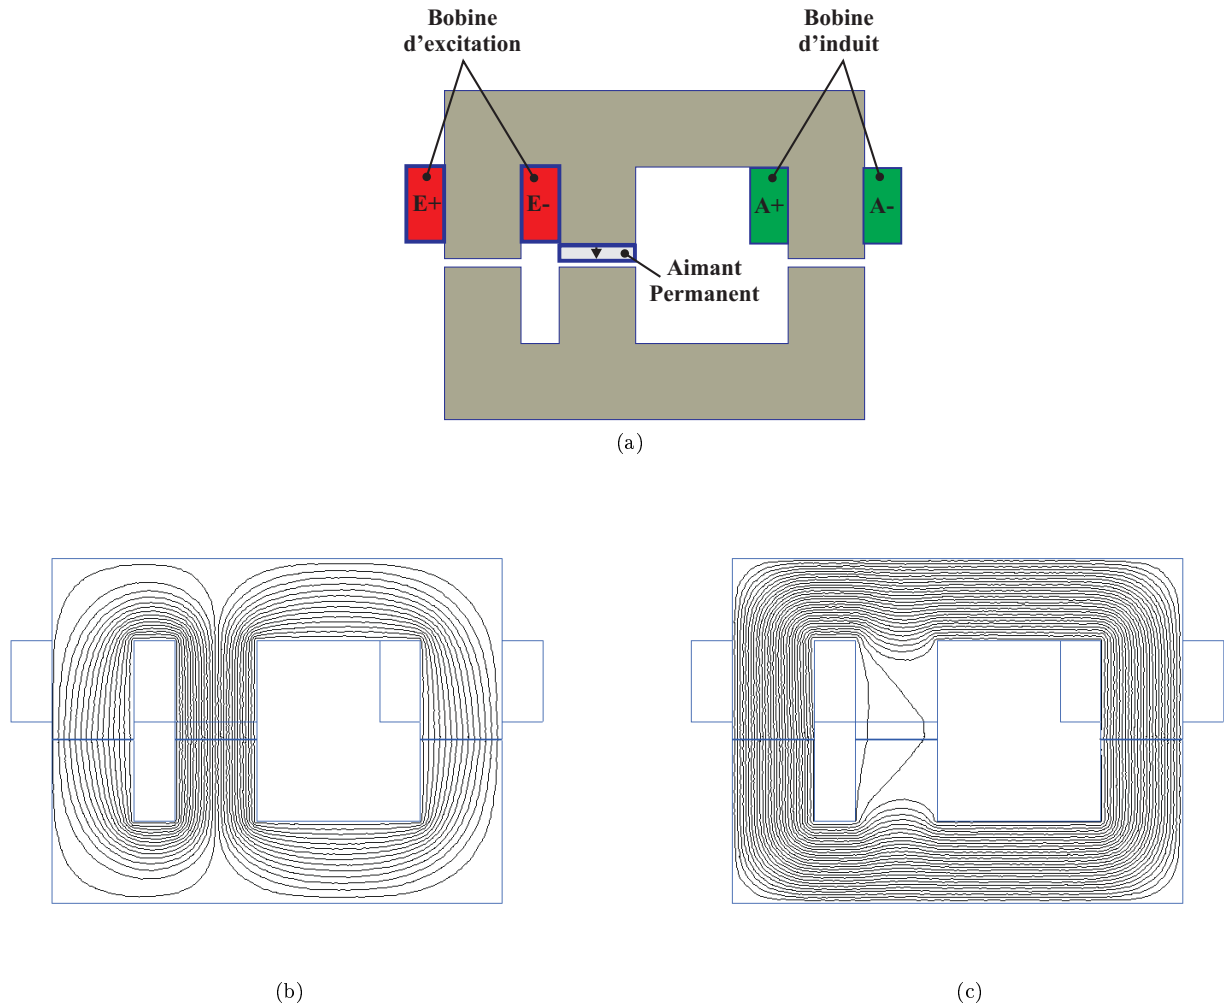 Bobine
d'excitation
Bobine
d'induit
E+
E-
A+
A-
Aimant
Permanent
(a)
(b)
(c)